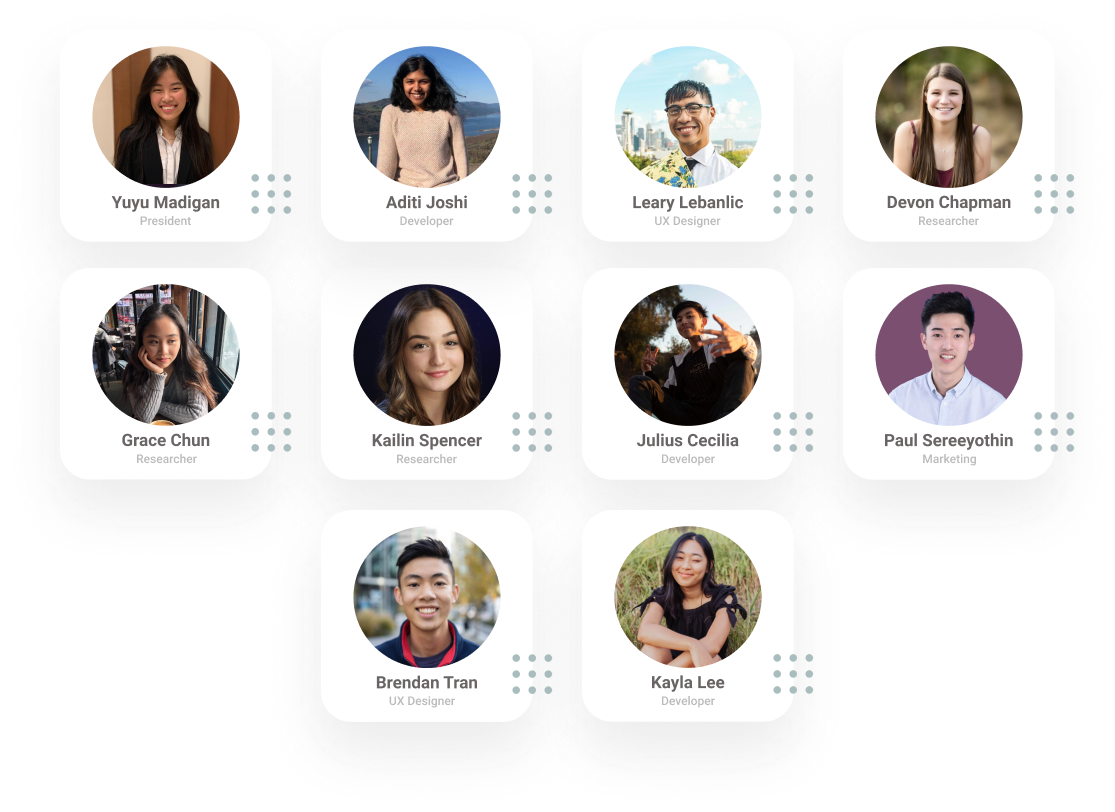 Yuyu Madigan
President
Aditi Joshi
Developer
Leary Lebanlic
UX Designer
Devon Chapman
Researcher
Grace Chun
Researcher
Kailin Spencer
Researcher
Julius Cecilia
Developer
Paul Sereeyothin
Marketing
Brendan Tran
UX Designer
Kayla Lee
Developer